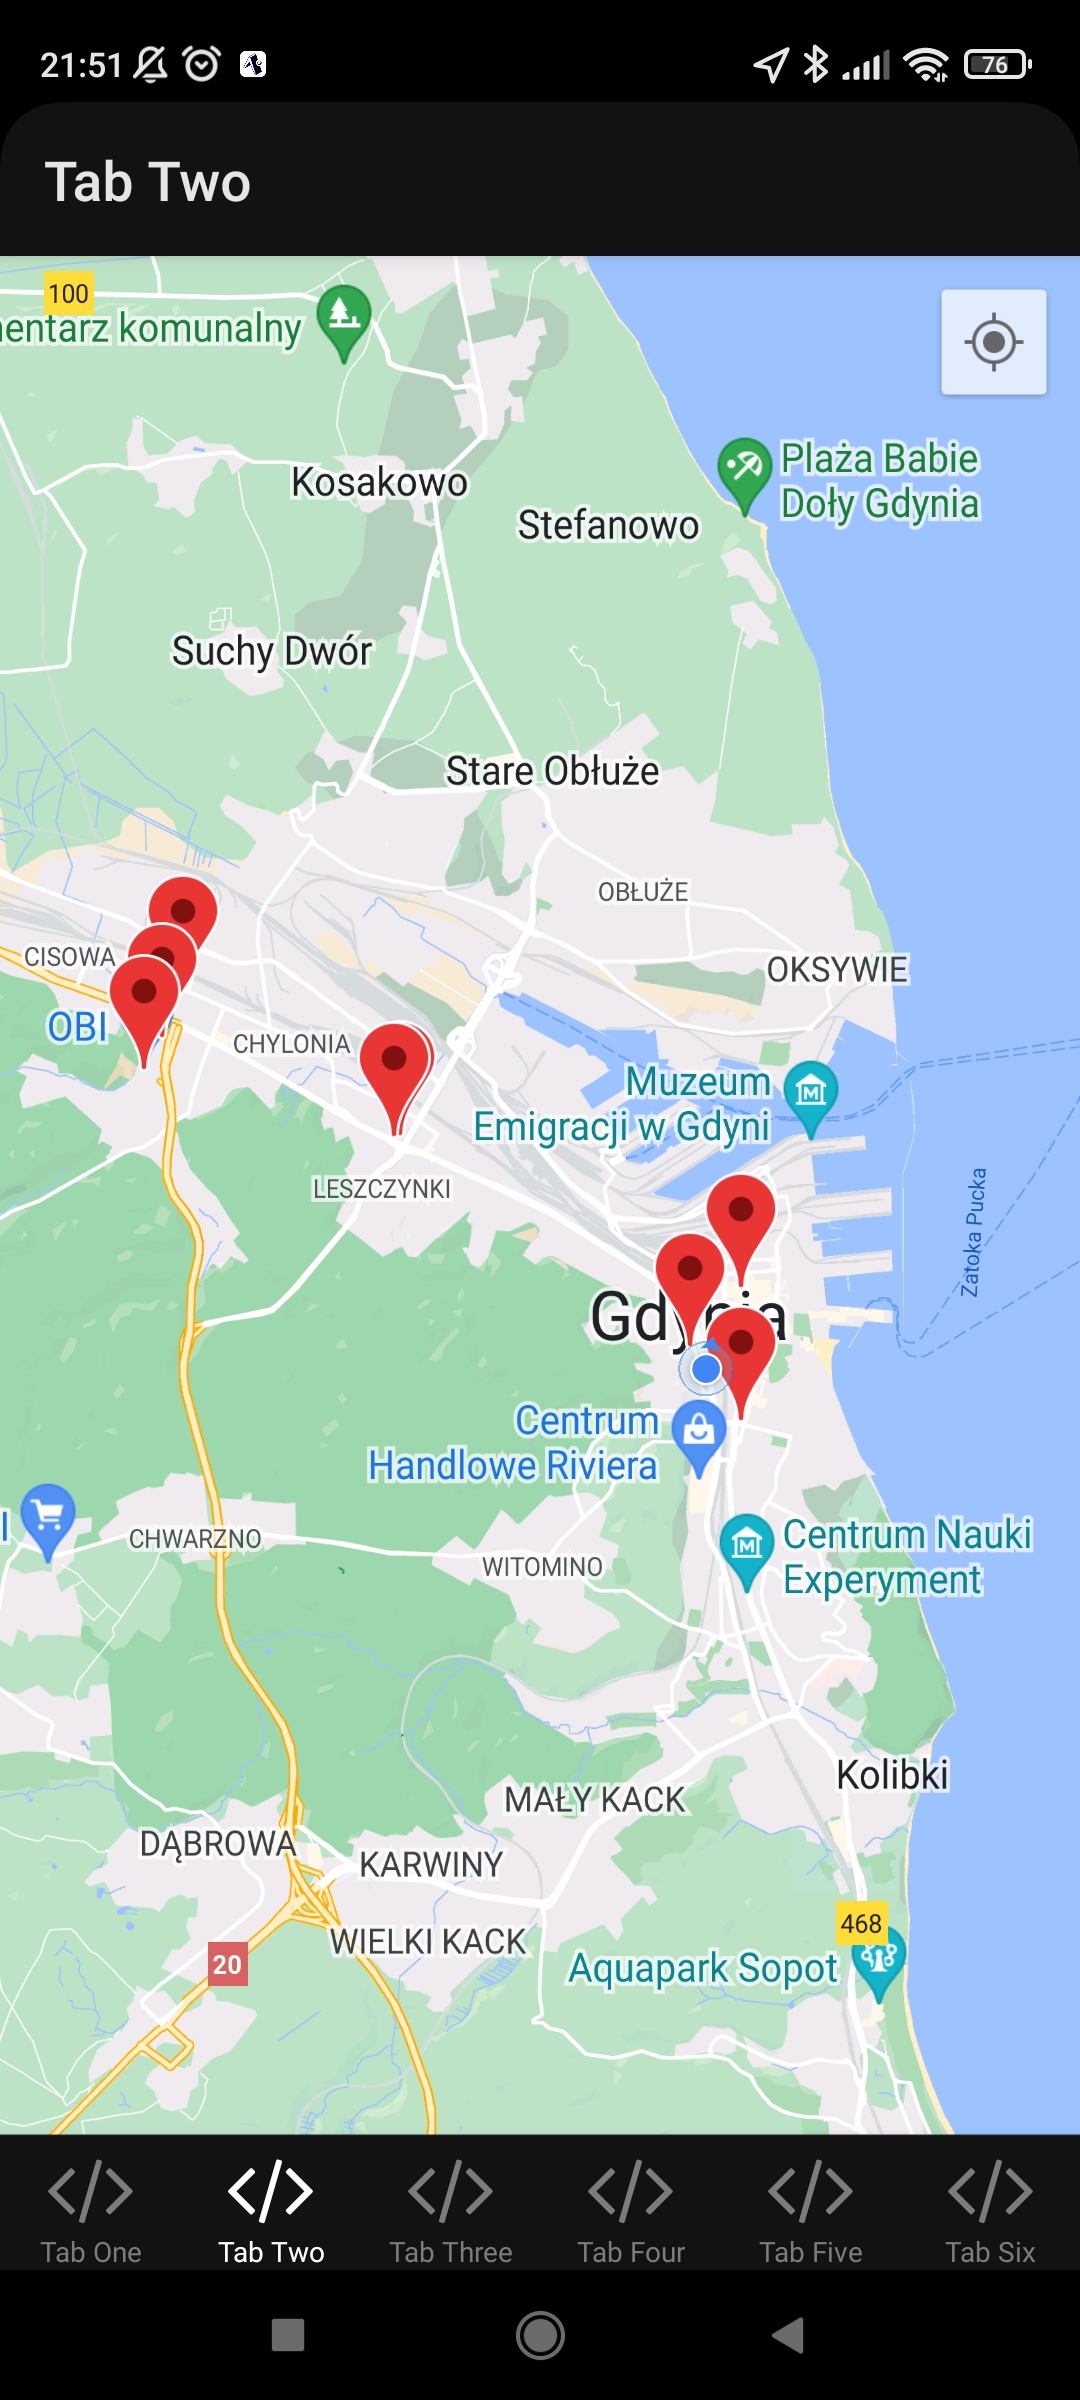 21:51
76
Tab Two
100
entarz komunalny
Kosakowo
Plaża Babie
Doły Gdynia
Stefanowo
Suchy Dwór
Stare Obłuże
OBŁUŻE
CISOWA
OKSYWIE
OBI
CHYLONIA
Muzeum
Emigracji w Gdyni
LESZCZYNKI
Zatoka Pucka
Gdynia
Centrum
Handlowe Riviera
CHWARZNO
WITOMINO
Centrum Nauki
Experyment
Kolibki
MAŁY KACK
DĄBROWA
KARWINY
468
WIELKI KACK
20
Aquapark Sopot
Tab One
Tab Two
Tab Three
Tab Four
Tab Five
Tab Six